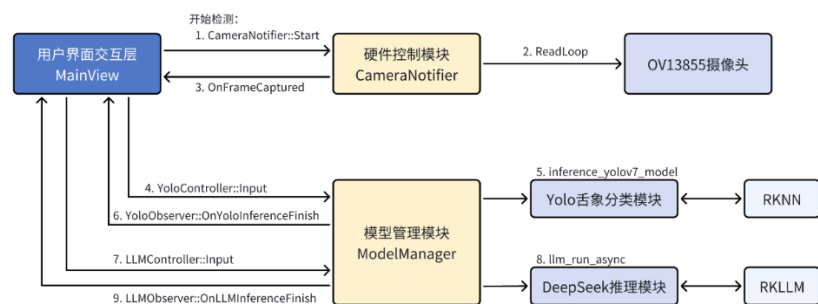 开始检测：
1. CameraNotifier::Start
用户界面交互层
MainView
硬件控制模块
CameraNotifier
2. ReadLoop
OV13855摄像头
3. OnFrameCaptured
4. YoloController::Input
5. inference_yolov7_model
Yolo舌象分类模块
RKNN
6. YoloObserver::OnYoloInferenceFinish
模型管理模块
ModelManager
7. LLMController::Input
8. llm_run_async
DeepSeek推理模块
RKLLM
9. LLMObserver::OnLLMInferenceFinish